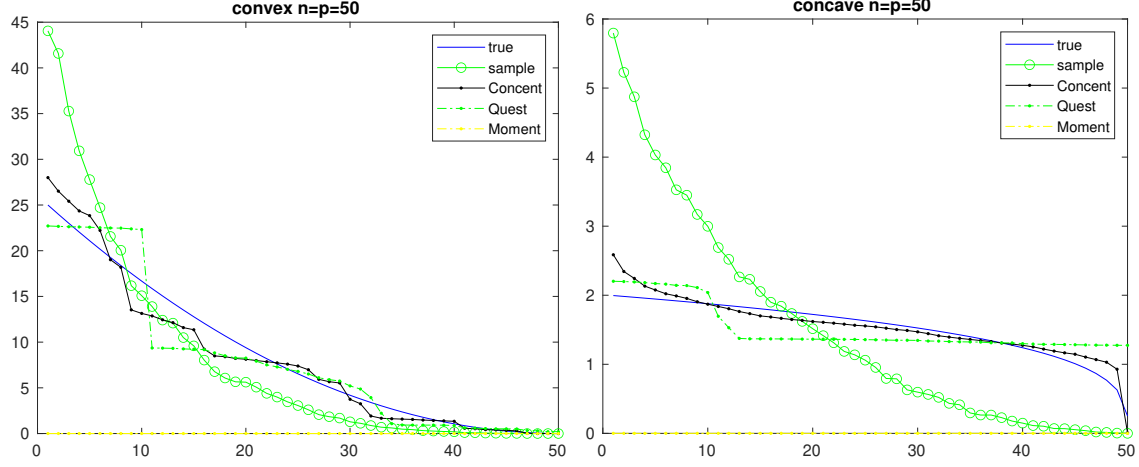 convex n=p=50
45
40
35
30
25
20
15
10
5
0
0 10 20 30 40 50
true
sample
Concent
Quest
Moment
concave n=p=50
6
5
4
3
2
1
0
0 10 20 30 40 50
true
sample
Concent
Quest
Moment